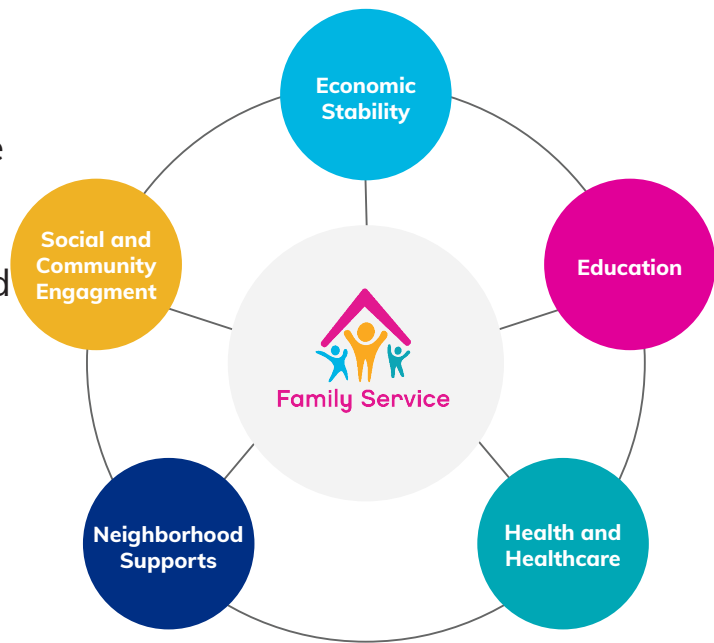 Economic
Stability
e
Social and
Community
Engagment
d
Education
Family Service
Neighborhood
Supports
Health and
Healthcare